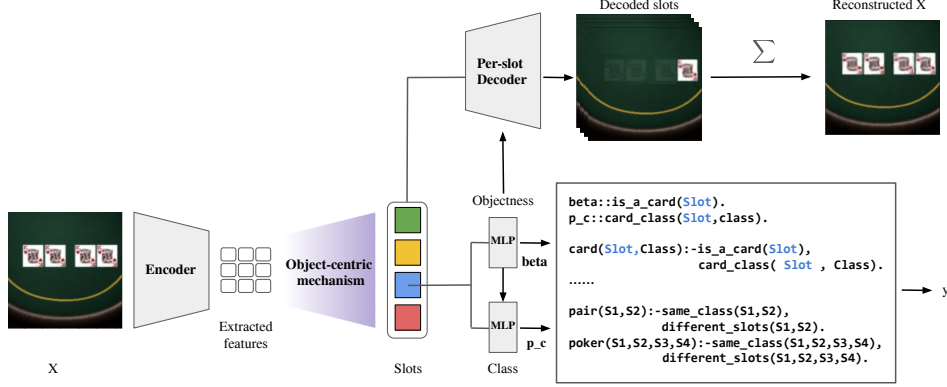 Decoded slots
Reconstructed X
Per-slot
Decoder
Σ
Objectness
X
Encoder
Extracted
features
Object-centric
mechanism
Slots
MLP
beta
MLP
p_c
Class
beta::is_a_card(Slot).
p_c::card_class(Slot,class).
card(Slot,Class):-is_a_card(Slot),
card_class( Slot , Class).
......
pair(S1,S2):-same_class(S1,S2),
different_slots(S1,S2).
poker(S1,S2,S3,S4):-same_class(S1,S2,S3,S4),
different_slots(S1,S2,S3,S4).
y